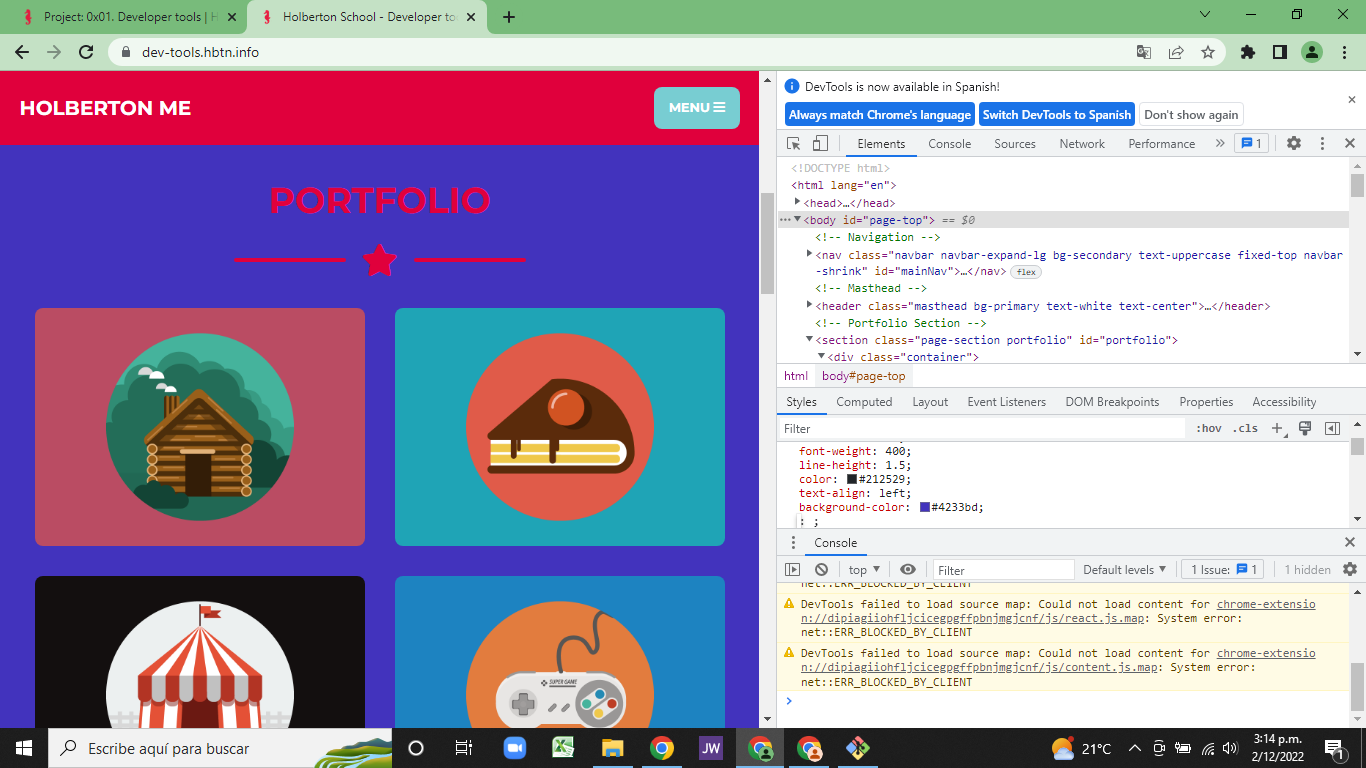 Project: 0x01. Developer tools | H
Holberton School - Developer to
dev-tools.hbtn.info
HOLBERTON ME
MENU
PORTFOLIO
SUPER GAME
DevTools is now available in Spanish!
Always match Chrome's language
Switch DevTools to Spanish
Don't show again
Elements
Console
Sources
Network
Performance
1
<!DOCTYPE html>
<html lang="en">
<head>…</head>
<body id="page-top"> == $0
<!-- Navigation -->
<nav class="navbar navbar-expand-lg bg-secondary text-uppercase fixed-top navbar
-shrink" id="mainNav">…</nav> flex
<!-- Masthead -->
<header class="masthead bg-primary text-white text-center">…</header>
<!-- Portfolio Section -->
<section class="page-section portfolio" id="portfolio">
<div class="container">
html
body#page-top
Styles
Computed
Layout
Event Listeners
DOM Breakpoints
Properties
Accessibility
Filter
:hov
.cls
font-weight: 400;
line-height: 1.5;
color: #212529;
text-align: left;
background-color: #4233bd;
: ;
Console
top
Filter
Default levels
1 Issue: 1
1 hidden
net::ERR_BLOCKED_BY_CLIENT
DevTools failed to load source map: Could not load content for chrome-extensio
n://dipiagiiohfljcicegpgffpbnjmgjcnf/js/react.js.map: System error:
net::ERR_BLOCKED_BY_CLIENT
DevTools failed to load source map: Could not load content for chrome-extensio
n://dipiagiiohfljcicegpgffpbnjmgjcnf/js/content.js.map: System error:
net::ERR_BLOCKED_BY_CLIENT
Escribe aquí para buscar
JW
21°C
3:14 p.m.
2/12/2022
1